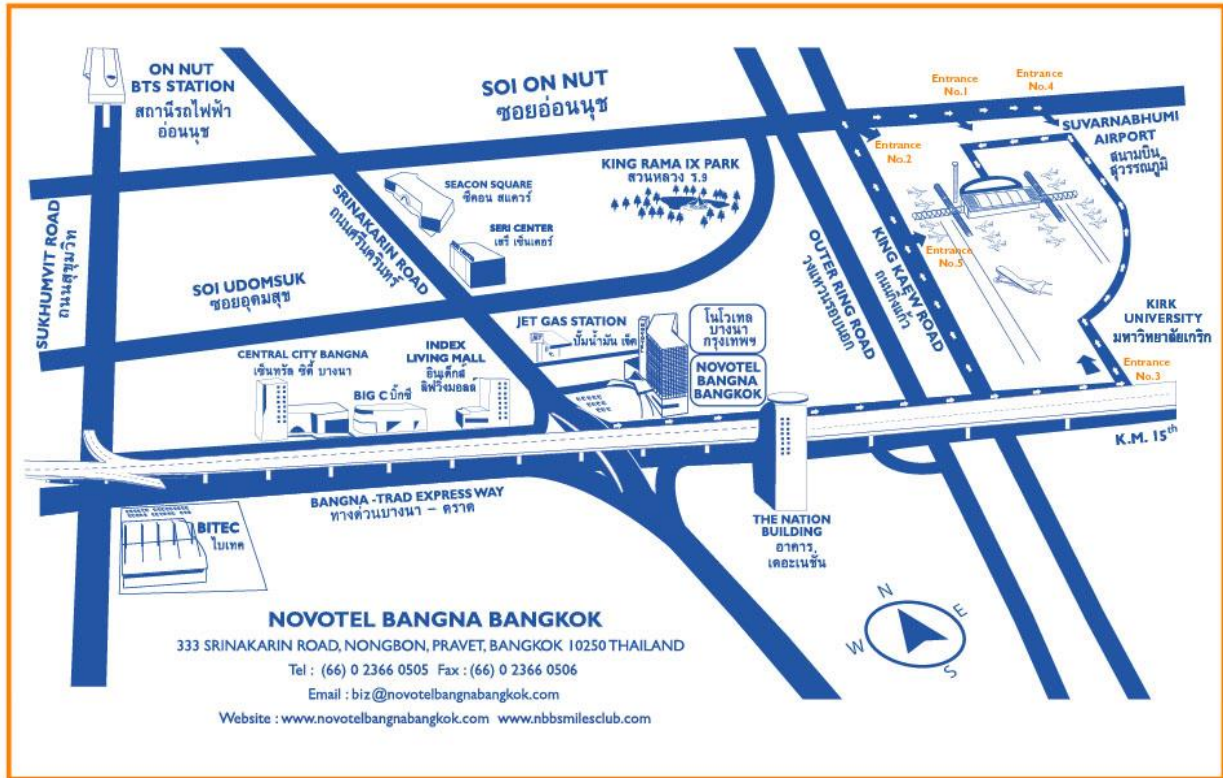 ON NUT
BTS STATION
สถานีรถไฟฟ้า
อ่อนนุช
SOI ON NUT
ซอยอ่อนนุช
Entrance
No.1
Entrance
No.4
SUVARNABHUMI
AIRPORT
สนามบิน
สุวรรณภูมิ
Entrance
No.2
KING RAMA IX PARK
สวนหลวง ร.9
SEACON SQUARE
ซีคอน สแควร์
SERI CENTER
เสรี เซ็นเตอร์
SRINAKARIN ROAD
ถนนศรีนครินทร์
SUKHUMVIT ROAD
ถนนสุขุมวิท
SOI UDOMSUK
ซอยอุดมสุข
OUTER RING ROAD
วงแหวนรอบนอก
KING KAEW ROAD
ถนนกิ่งแก้ว
Entrance
No.5
KIRK
UNIVERSITY
มหาวิทยาลัยเกริก
Entrance
No.3
JET GAS STATION
ปั๊มน้ำมัน เจ็ต
โนโวเทล
บางนา
กรุงเทพฯ
NOVOTEL
BANGNA
BANGKOK
CENTRAL CITY BANGNA
เซ็นทรัล ซิตี้ บางนา
BIG C บิ๊กซี
INDEX
LIVING MALL
อินเด็กส์
ลิฟวิ่งมอลล
K.M. 15th
BANGNA -TRAD EXPRESS WAY
ทางด่วนบางนา – ตราด
BITEC
ไบเทค
THE NATION
BUILDING
อาคาร
เดอะเนชั่น
N
E
W
S
NOVOTEL BANGNA BANGKOK
333 SRINAKARIN ROAD, NONGBON, PRAVET, BANGKOK 10250 THAILAND
Tel : (66) 0 2366 0505 Fax : (66) 0 2366 0506
Email : biz@novotelbangnabangkok.com
Website : www.novotelbangnabangkok.com www.nbbsmilesclub.com